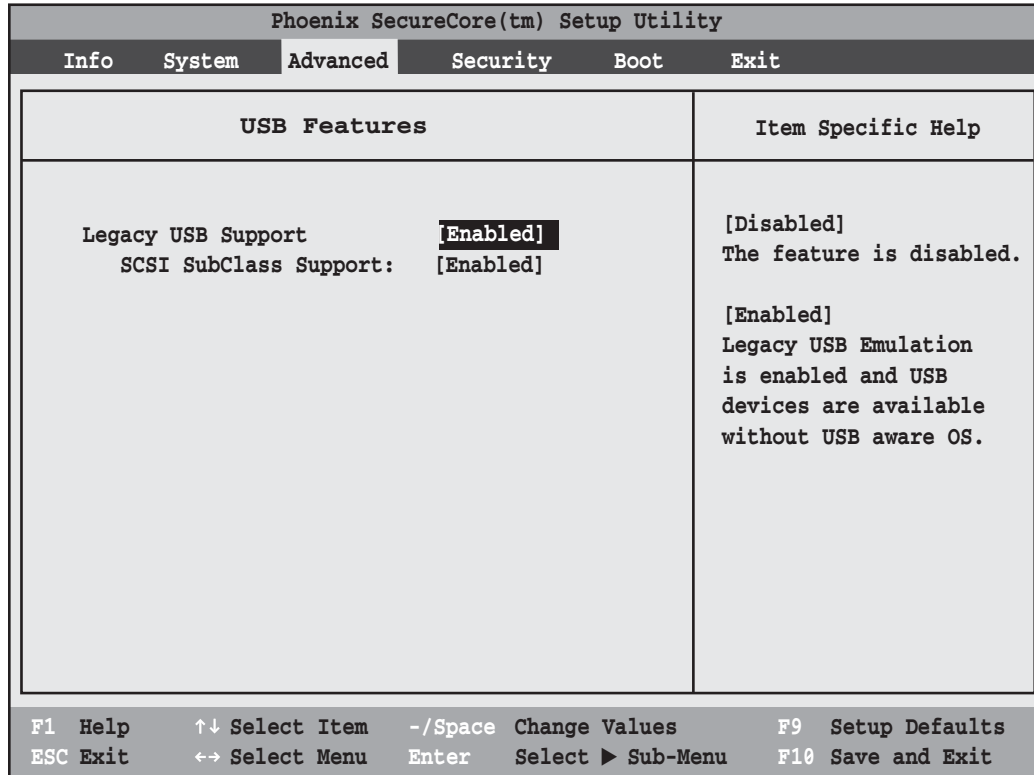 Phoenix SecureCore(tm) Setup Utility
Info System Advanced Security Boot Exit
USB Features
Item Specific Help
Legacy USB Support [Enabled]
SCSI SubClass Support: [Enabled]
[Disabled]
The feature is disabled.
[Enabled]
Legacy USB Emulation
is enabled and USB
devices are available
without USB aware OS.
F1 Help ↑↓ Select Item -/Space Change Values F9 Setup Defaults
ESC Exit ←→ Select Menu Enter Select ▶ Sub-Menu F10 Save and Exit